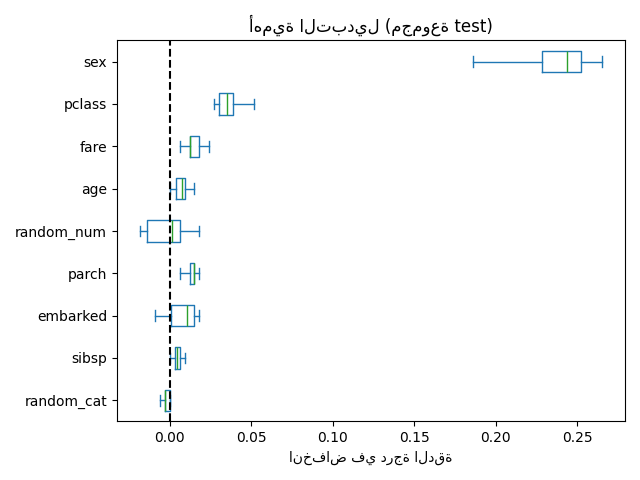 أهمية التبديل (مجموعة test)
sex
pclass
fare
age
random_num
parch
embarked
sibsp
random_cat
0.00 0.05 0.10 0.15 0.20 0.25
انخفاض في درجة الدقة